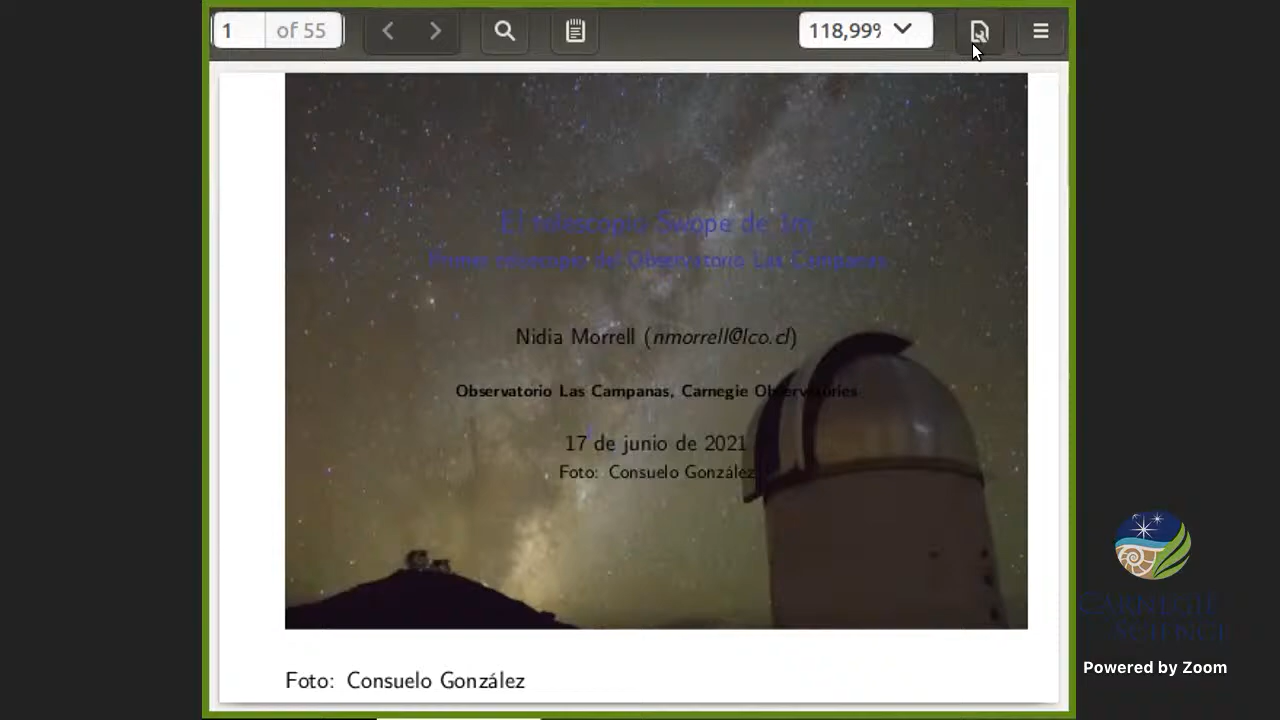 1 of 55
118,99%
El telescopio Swope de 1m
Primer telescopio del Observatorio Las Campanas
Nidia Morrell (nmorrell@lco.cl)
Observatorio Las Campanas, Carnegie Observatories
17 de junio de 2021
Foto: Consuelo González
Foto: Consuelo González
CARNEGIE
SCIENCE
Powered by Zoom